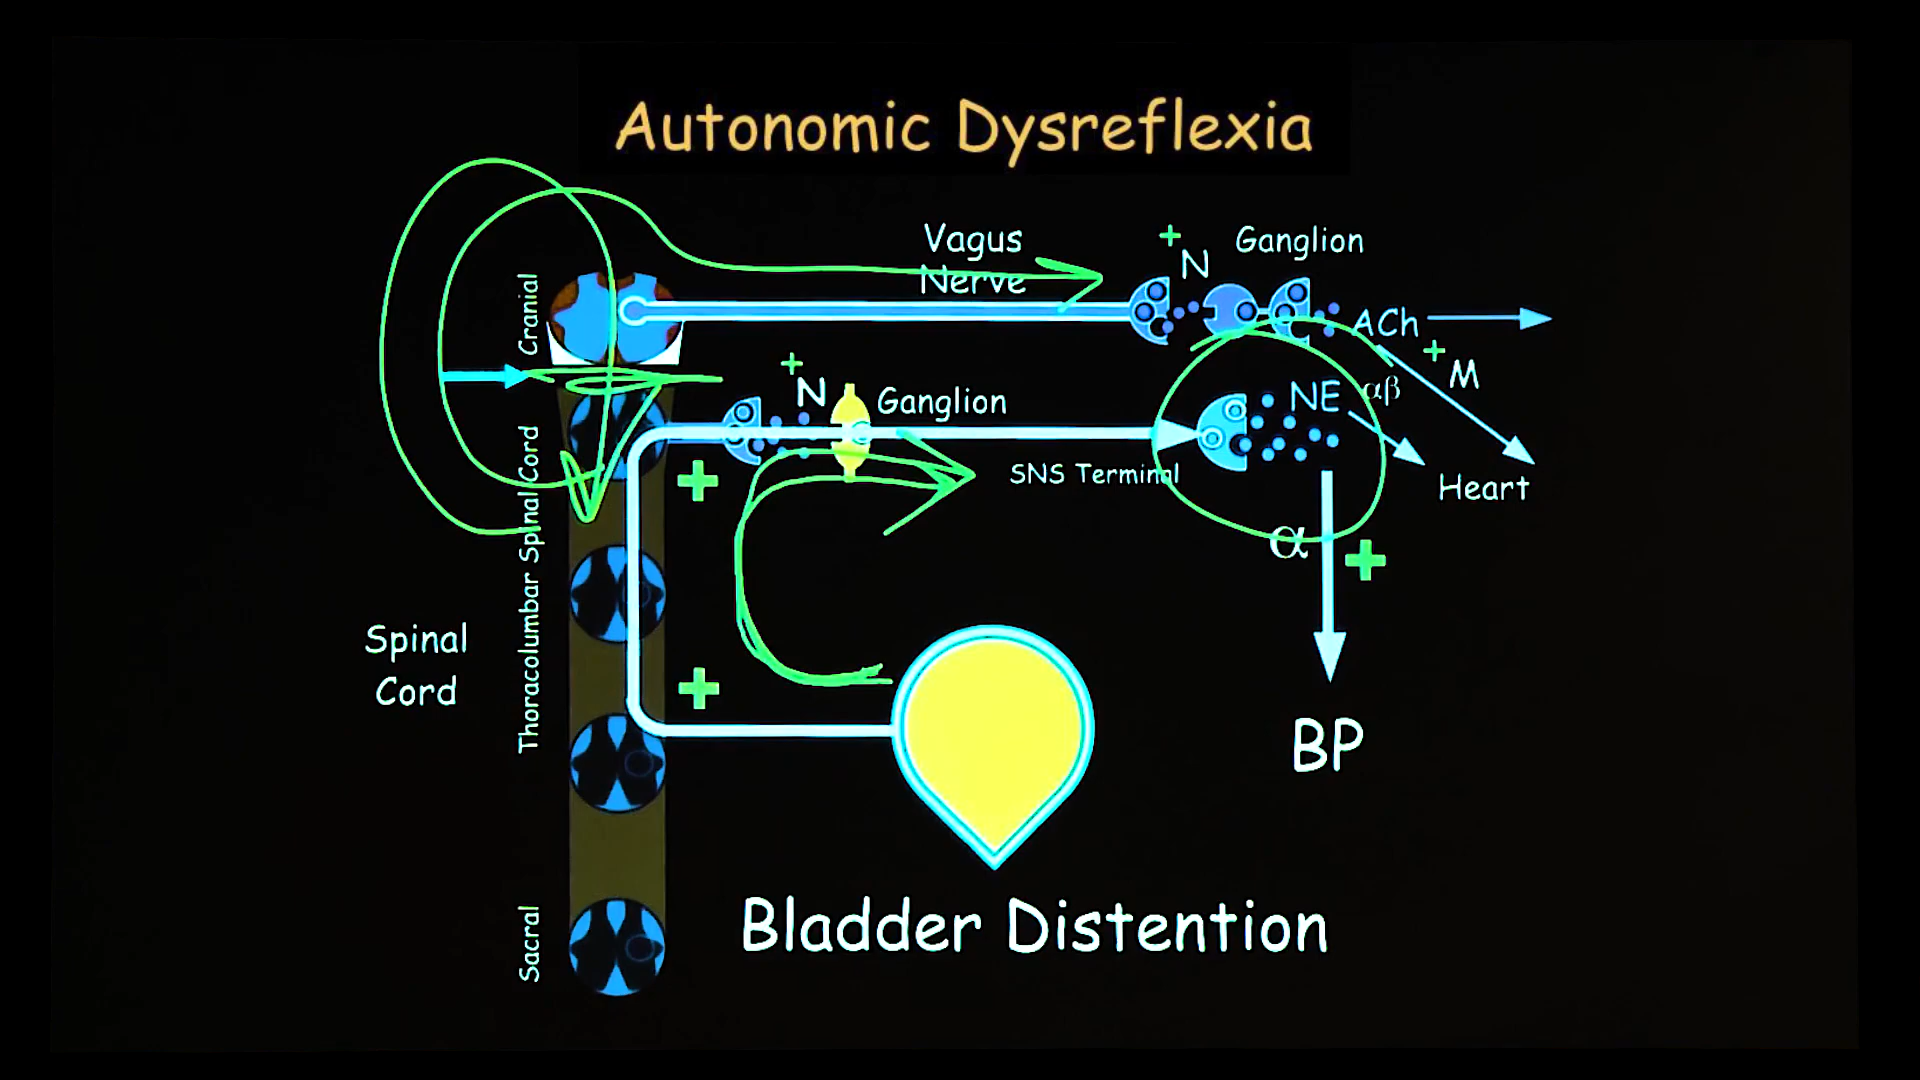 Autonomic Dysreflexia
Vagus
Nerve
+
N
Ganglion
ACh
+
M
Cranial
+
N
Ganglion
NE
αβ
SNS Terminal
Heart
+
α
+
Thoracolumbar Spinal Cord
Spinal
Cord
+
BP
Bladder Distention
Sacral